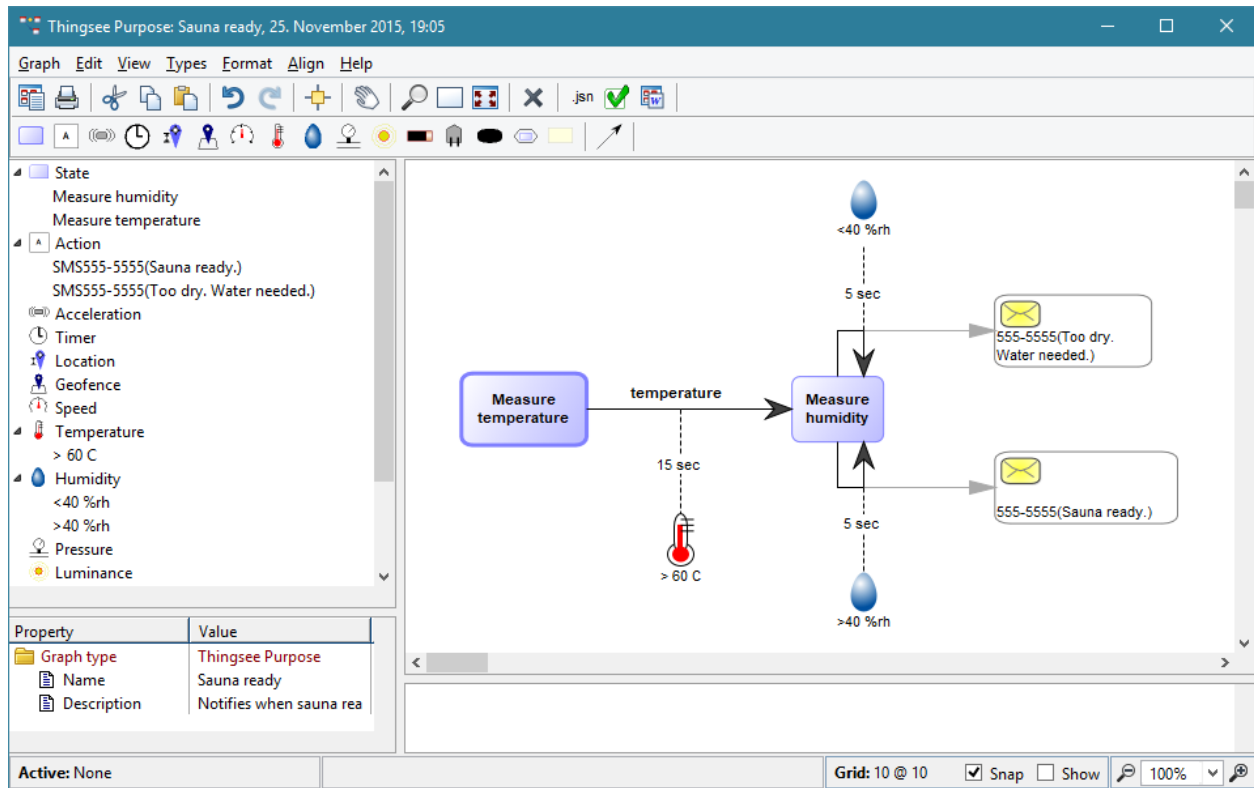 Thingsee Purpose: Sauna ready, 25. November 2015, 19:05
Graph Edit View Types Format Align Help
.jsn
W
A
State
Measure humidity
Measure temperature
A Action
SMS555-5555(Sauna ready.)
SMS555-5555(Too dry. Water needed.)
Acceleration
Timer
Location
Geofence
Speed
Temperature
> 60 C
Humidity
<40 %rh
>40 %rh
Pressure
Luminance
Property Value
Graph type Thingsee Purpose
Name Sauna ready
Description Notifies when sauna rea
<40 %rh
5 sec
555-5555(Too dry.
Water needed.)
Measure
temperature
temperature
Measure
humidity
15 sec
> 60 C
555-5555(Sauna ready.)
5 sec
>40 %rh
Active: None
Grid: 10 @ 10 Snap Show 100%